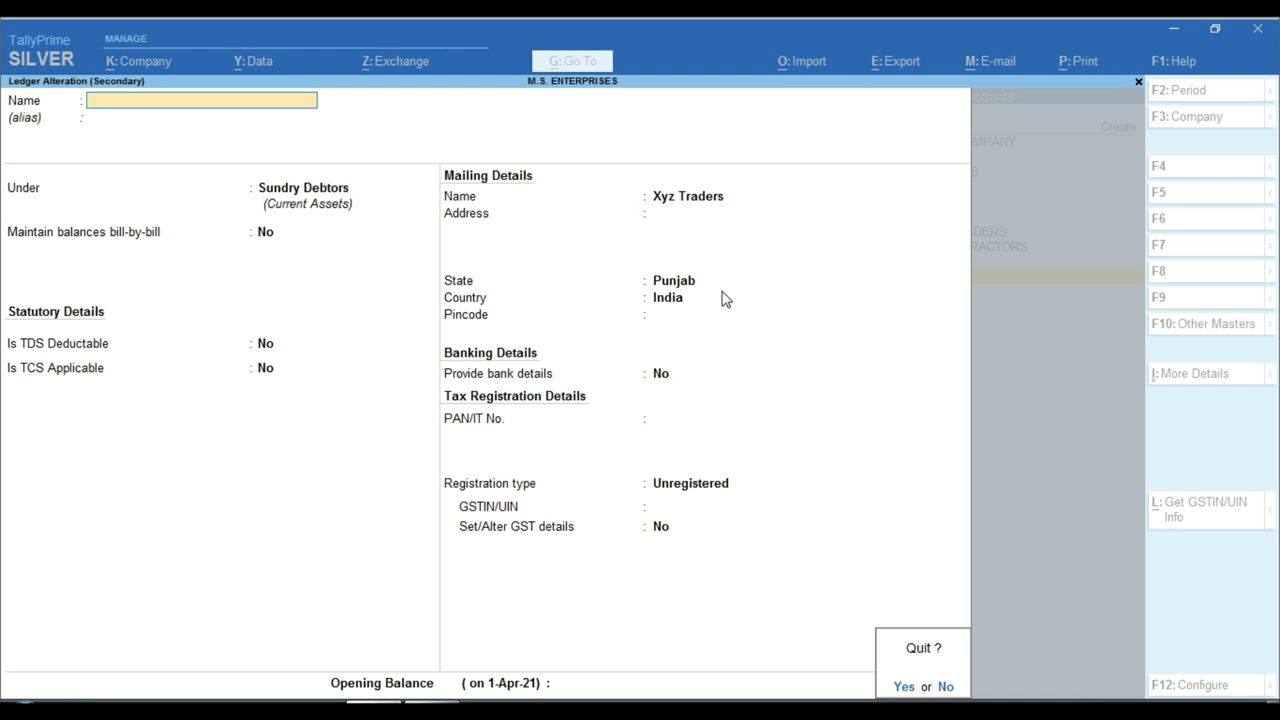 TallyPrime
SILVER
MANAGE
K: Company
Y: Data
Z: Exchange
G: Go To
O: Import
E: Export
M: E-mail
P: Print
F1: Help
Ledger Alteration (Secondary)
M.S. ENTERPRISES
Name :
(alias) :
Under : Sundry Debtors
(Current Assets)
Maintain balances bill-by-bill : No
Statutory Details
Is TDS Deductable : No
Is TCS Applicable : No
Mailing Details
Name : Xyz Traders
Address :
State : Punjab
Country : India
Pincode :
Banking Details
Provide bank details : No
Tax Registration Details
PAN/IT No. :
Registration type : Unregistered
GSTIN/UIN :
Set/Alter GST details : No
Opening Balance ( on 1-Apr-21) :
Quit ?
Yes or No
counts
Create
MPANY
S
DERS
RACTORS
F2: Period
F3: Company
F4
F5
F6
F7
F8
F9
F10: Other Masters
I: More Details
L: Get GSTIN/UIN
Info
F12: Configure